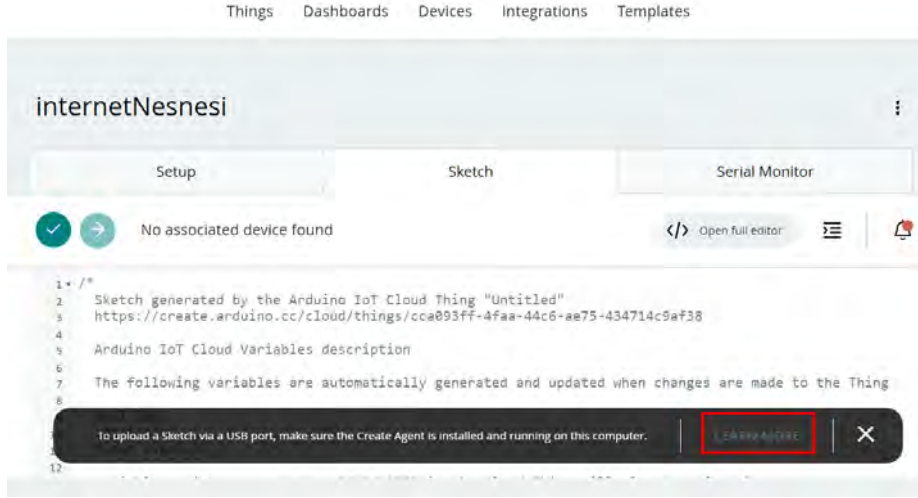 Things Dashboards Devices Integrations Templates
internetNesnesi
Setup Sketch Serial Monitor
No associated device found
</> Open full editor
1 /*
2 Sketch generated by the Arduino IoT Cloud Thing "Untitled"
3 https://create.arduino.cc/cloud/things/cca093ff-4faa-44c6-ae75-434714c9af38
4
5 Arduino IoT Cloud Variables description
6
7 The following variables are automatically generated and updated when changes are made to the Thing
8
To upload a Sketch via a USB port, make sure the Create Agent is installed and running on this computer. LEARN MORE
12